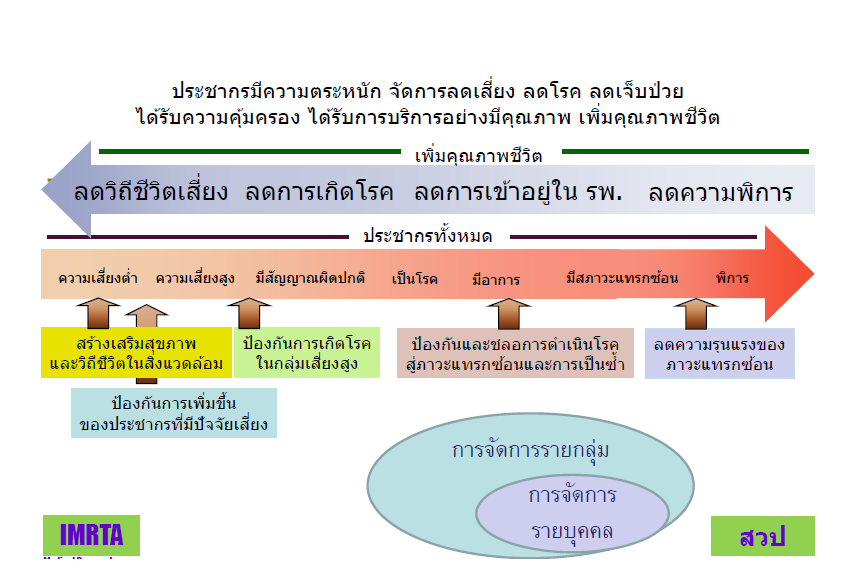 ประชากรมีความตระหนัก จัดการลดเสี่ยง ลดโรค ลดเจ็บป่วย
ได้รับความคุ้มครอง ได้รับการบริการอย่างมีคุณภาพ เพิ่มคุณภาพชีวิต
เพิ่มคุณภาพชีวิต
ลดวิถีชีวิตเสี่ยง ลดการเกิดโรค ลดการเข้าอยู่ใน รพ. ลดความพิการ
ประชากรทั้งหมด
ความเสี่ยงต่ำ ความเสี่ยงสูง มีสัญญาณผิดปกติ เป็นโรค มีอาการ มีสภาวะแทรกซ้อน พิการ
สร้างเสริมสุขภาพ
และวิถีชีวิตในสิ่งแวดล้อม
ป้องกันการเกิดโรค
ในกลุ่มเสี่ยงสูง
ป้องกันและชลอการดำเนินโรค
สู่ภาวะแทรกซ้อนและการเป็นซ้ำ
ลดความรุนแรงของ
ภาวะแทรกซ้อน
ป้องกันการเพิ่มขึ้น
ของประชากรที่มีปัจจัยเสี่ยง
การจัดการรายกลุ่ม
การจัดการ
รายบุคคล
IMRTA
สวป